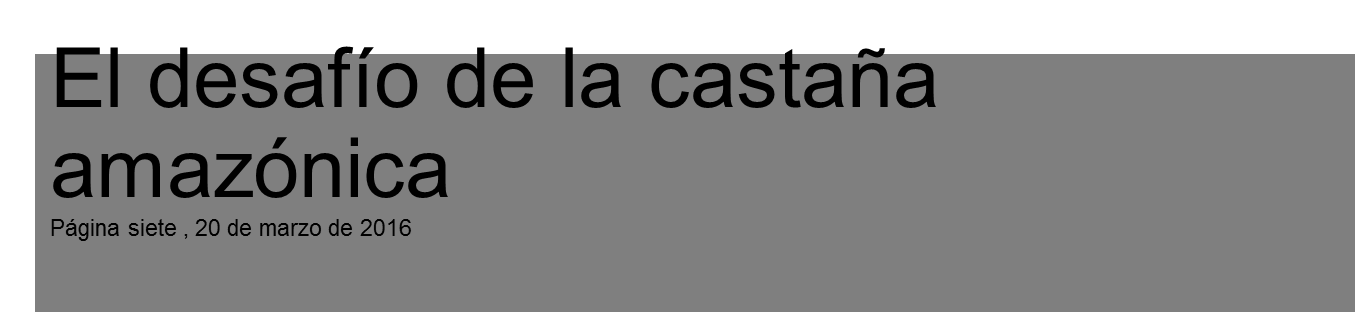 El desafío de la castaña
amazónica
Página siete , 20 de marzo de 2016